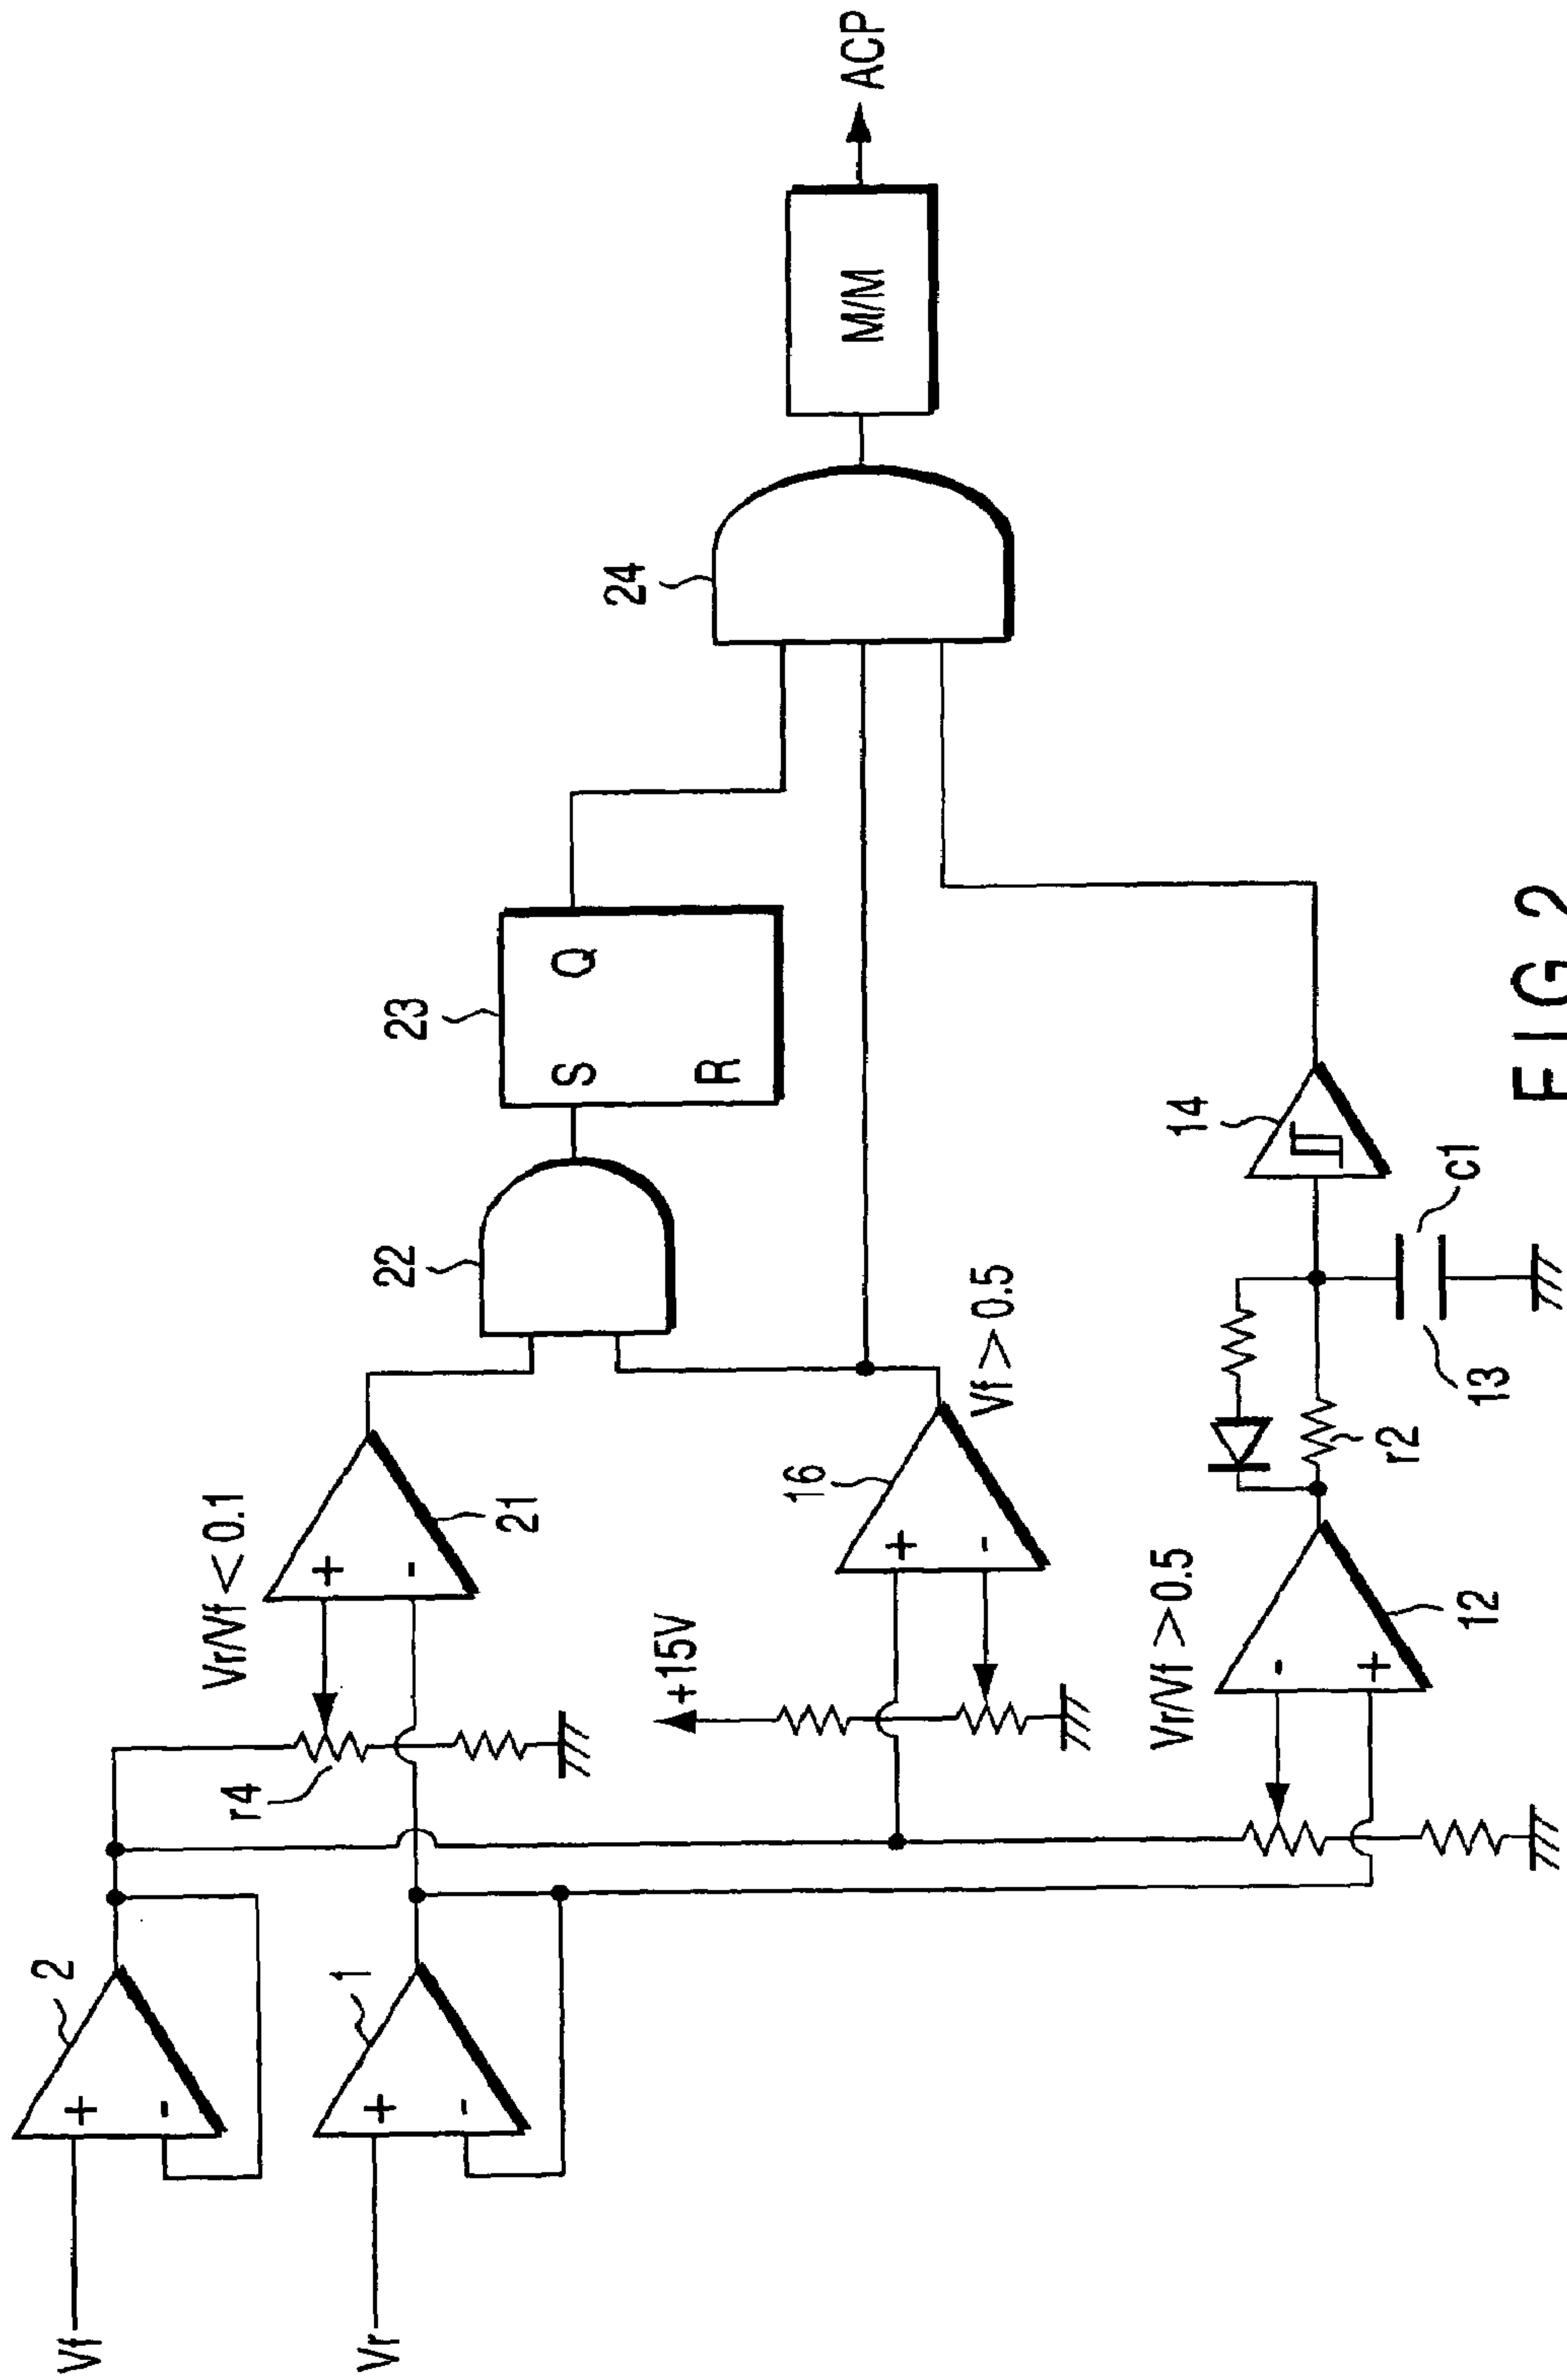 Vf
2
+
-
Vr
1
+
-
r4
Vr/Vf < 0.1
+
-
21
22
23
S
Q
R
24
M/M
ACP
+15V
16
+
-
Vf > 0.5
Vr/Vf > 0.5
-
+
12
r2
13
c1
14
FIG 2